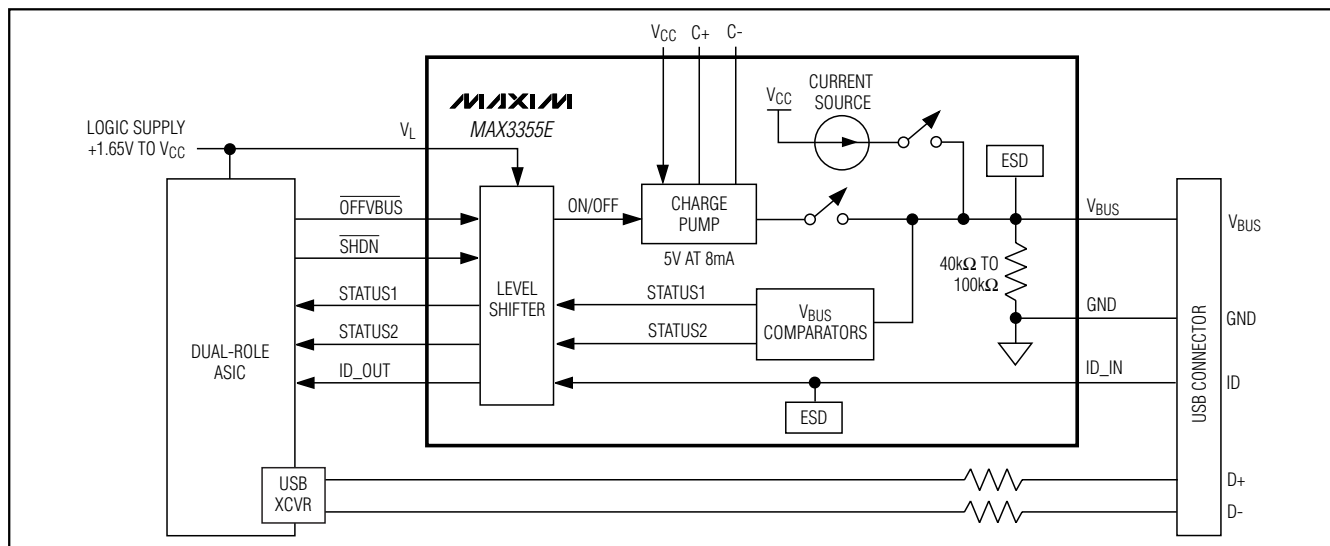 VCC C+ C-
MAXIM
MAX3355E
VCC
CURRENT
SOURCE
LOGIC SUPPLY
+1.65V TO VCC
VL
ESD
OFFVBUS
ON/OFF
CHARGE
PUMP
5V AT 8mA
VBUS
VBUS
SHDN
LEVEL
SHIFTER
40kΩ TO
100kΩ
STATUS1
STATUS1
VBUS
COMPARATORS
GND
GND
STATUS2
STATUS2
DUAL-ROLE
ASIC
ID_OUT
ID_IN
ID
ESD
USB CONNECTOR
USB
XCVR
D+
D-